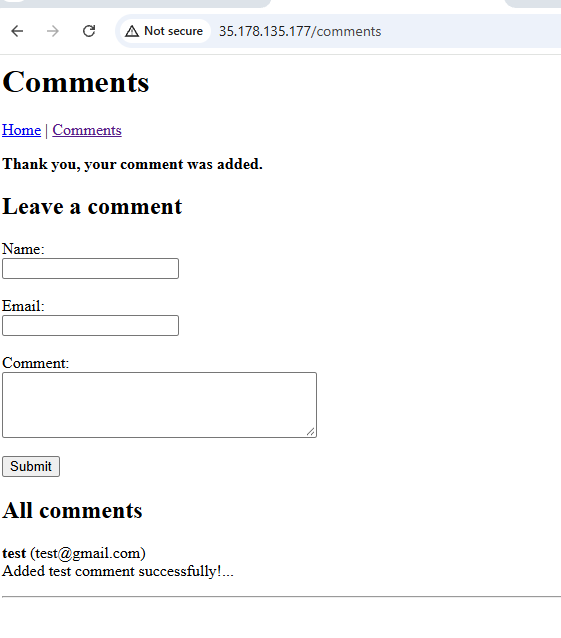 Not secure 35.178.135.177/comments
Comments
Home | Comments
Thank you, your comment was added.
Leave a comment
Name:
Email:
Comment:
Submit
All comments
test (test@gmail.com)
Added test comment successfully!...